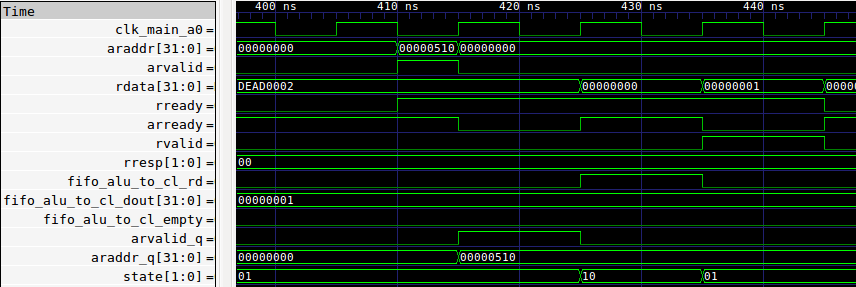 Time 400 ns 410 ns 420 ns 430 ns 440 ns
clk_main_a0 =
araddr[31:0] = 00000000 00000510 00000000
arvalid =
rdata[31:0] = DEAD0002 00000000 00000001 0000
rready =
arready =
rvalid =
rresp[1:0] = 00
fifo_alu_to_cl_rd =
fifo_alu_to_cl_dout[31:0] = 00000001
fifo_alu_to_cl_empty =
arvalid_q =
araddr_q[31:0] = 00000000 00000510
state[1:0] = 01 10 01